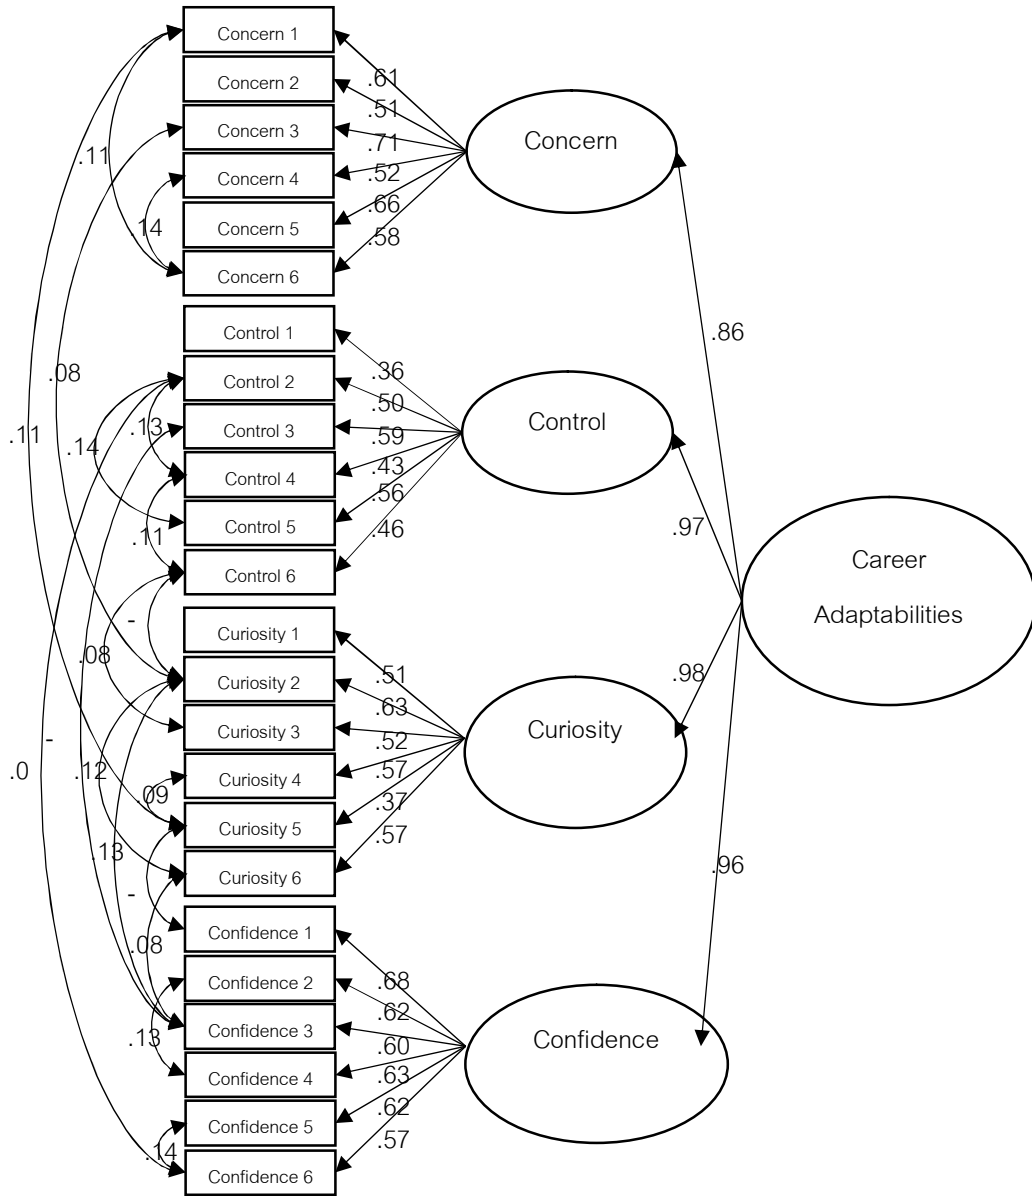 Concern 1
Concern 2
Concern 3
Concern 4
Concern 5
Concern 6
Control 1
Control 2
Control 3
Control 4
Control 5
Control 6
Curiosity 1
Curiosity 2
Curiosity 3
Curiosity 4
Curiosity 5
Curiosity 6
Confidence 1
Confidence 2
Confidence 3
Confidence 4
Confidence 5
Confidence 6
.61
.51
.71
.52
.66
.58
.36
.50
.59
.43
.56
.46
.51
.63
.52
.57
.37
.57
.68
.62
.60
.63
.62
.57
Concern
Control
Curiosity
Confidence
.86
.97
.98
.96
Career
Adaptabilities
.11
.14
.08
.11
.13
.14
.11
-
.08
-
.0
.12
.09
.13
-
.08
.13
.14